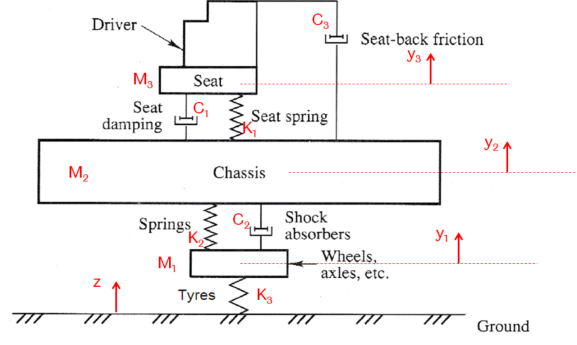 Driver
C3
Seat-back friction
y3
M3
Seat
Seat
damping
C1
K1
Seat spring
y2
M2
Chassis
Springs
K2
C2
Shock
absorbers
y1
M1
Wheels,
axles, etc.
z
Tyres
K3
Ground